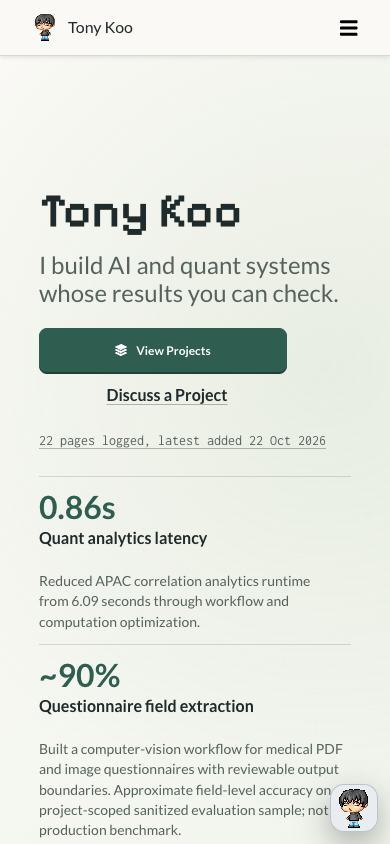 Tony Koo
Tony Koo
I build AI and quant systems
whose results you can check.
View Projects
Discuss a Project
22 pages logged, latest added 22 Oct 2026
0.86s
Quant analytics latency
Reduced APAC correlation analytics runtime
from 6.09 seconds through workflow and
computation optimization.
~90%
Questionnaire field extraction
Built a computer-vision workflow for medical PDF
and image questionnaires with reviewable output
boundaries. Approximate field-level accuracy on
project-scoped sanitized evaluation sample; not
production benchmark.